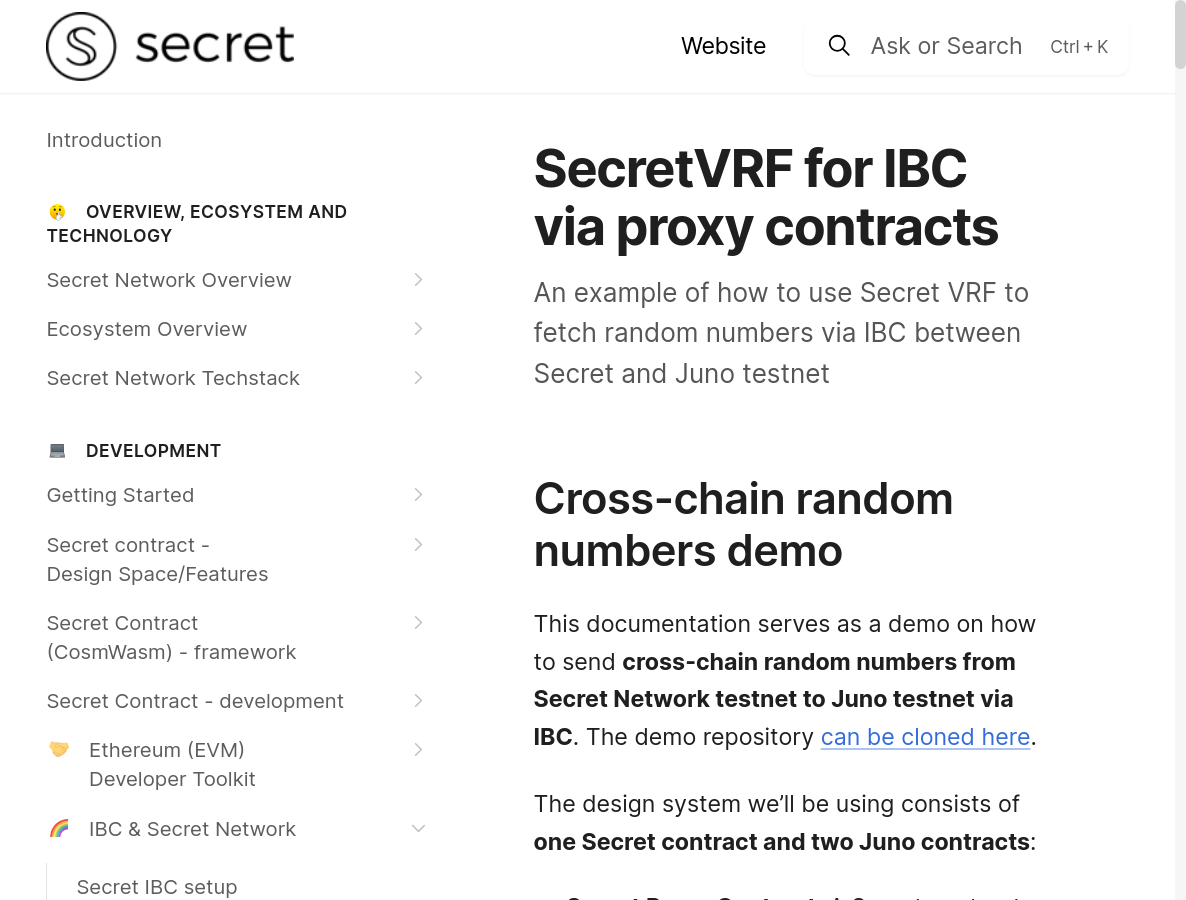 secret
Website
Ask or Search
Ctrl + K
Introduction
OVERVIEW, ECOSYSTEM AND
TECHNOLOGY
Secret Network Overview
Ecosystem Overview
Secret Network Techstack
DEVELOPMENT
Getting Started
Secret contract -
Design Space/Features
Secret Contract
(CosmWasm) - framework
Secret Contract - development
Ethereum (EVM)
Developer Toolkit
IBC & Secret Network
Secret IBC setup
SecretVRF for IBC
via proxy contracts
An example of how to use Secret VRF to
fetch random numbers via IBC between
Secret and Juno testnet
Cross-chain random
numbers demo
This documentation serves as a demo on how
to send cross-chain random numbers from
Secret Network testnet to Juno testnet via
IBC. The demo repository can be cloned here.
The design system we’ll be using consists of
one Secret contract and two Juno contracts: